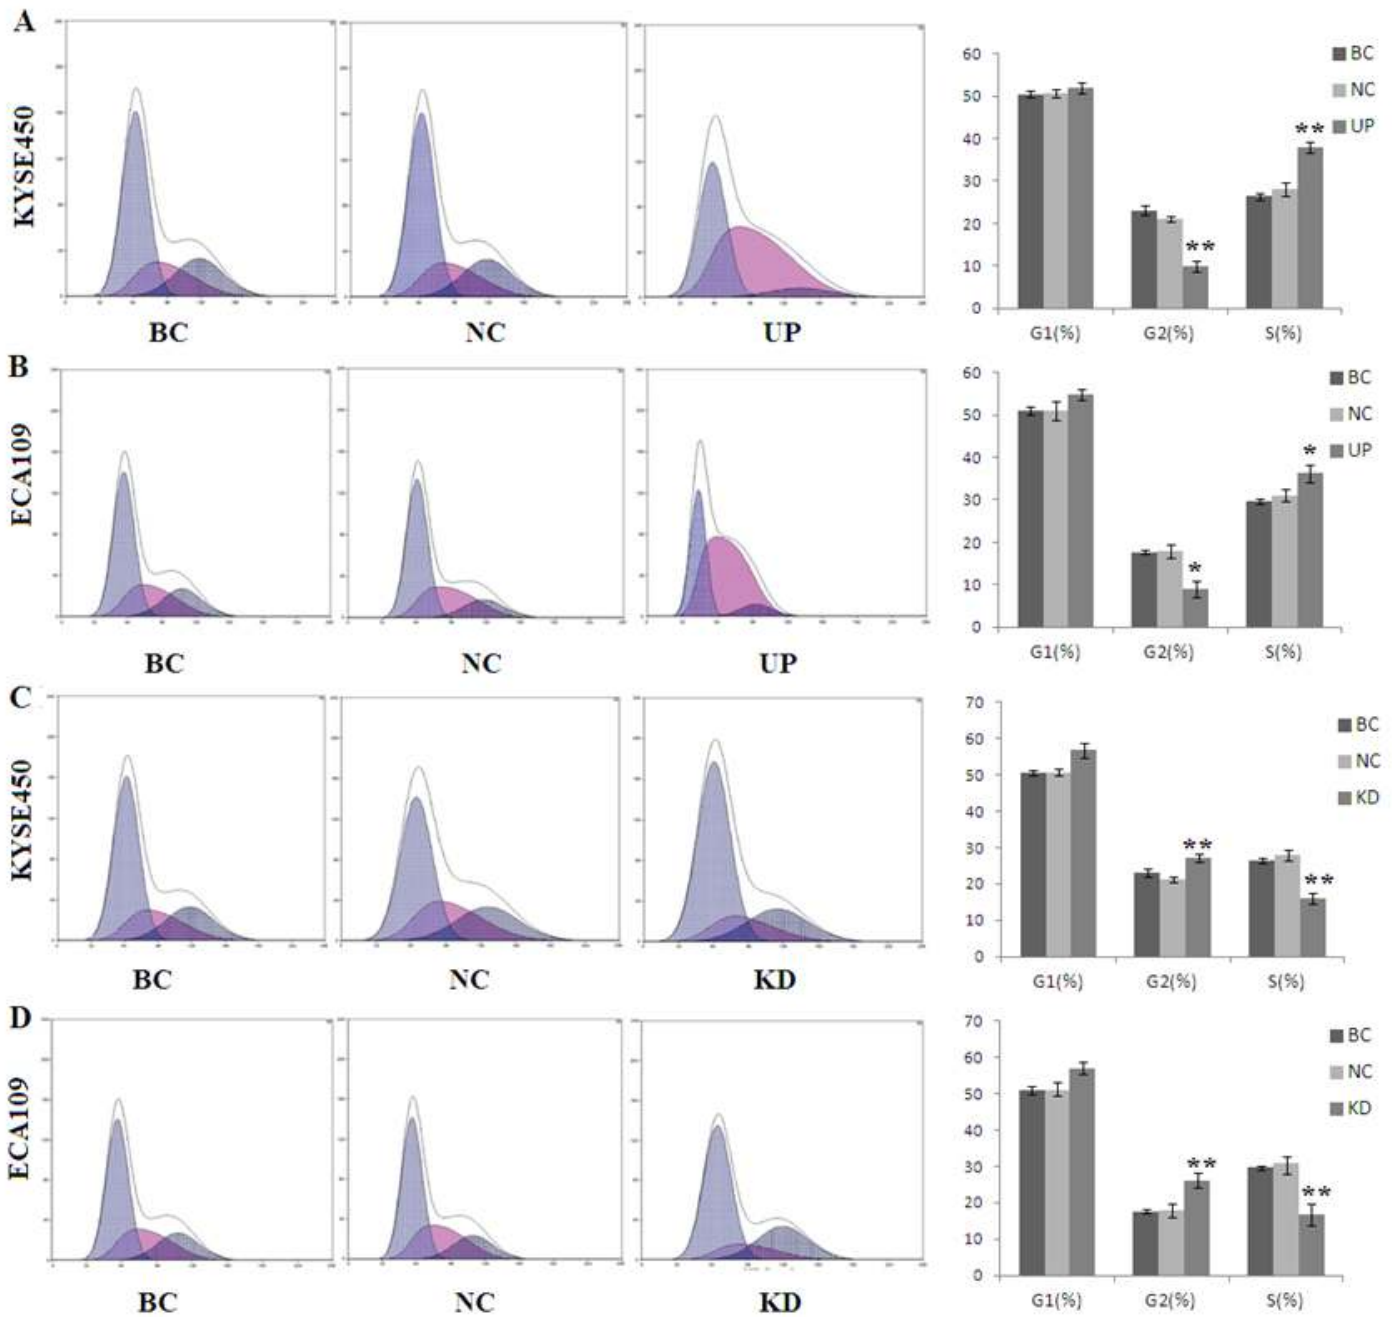 A
KYSE450
BC
NC
UP
60
50
40
30
20
10
0
**
**
G1(%)
G2(%)
S(%)
BC
NC
UP
B
ECA109
BC
NC
UP
60
50
40
30
20
10
0
*
*
G1(%)
G2(%)
S(%)
BC
NC
UP
C
KYSE450
BC
NC
KD
70
60
50
40
30
20
10
0
**
**
G1(%)
G2(%)
S(%)
BC
NC
KD
D
ECA109
BC
NC
KD
70
60
50
40
30
20
10
0
**
**
G1(%)
G2(%)
S(%)
BC
NC
KD